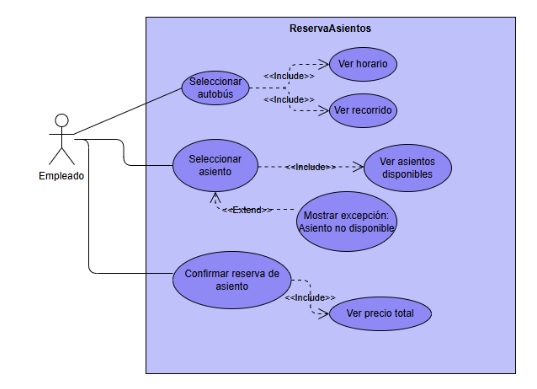 ReservaAsientos
Ver horario
<<Include>>
Seleccionar
autobús
<<Include>>
Ver recorrido
Empleado
Seleccionar
asiento
<<Include>>
Ver asientos
disponibles
<<Extend>>
Mostrar excepción:
Asiento no disponible
Confirmar reserva de
asiento
<<Include>>
Ver precio total